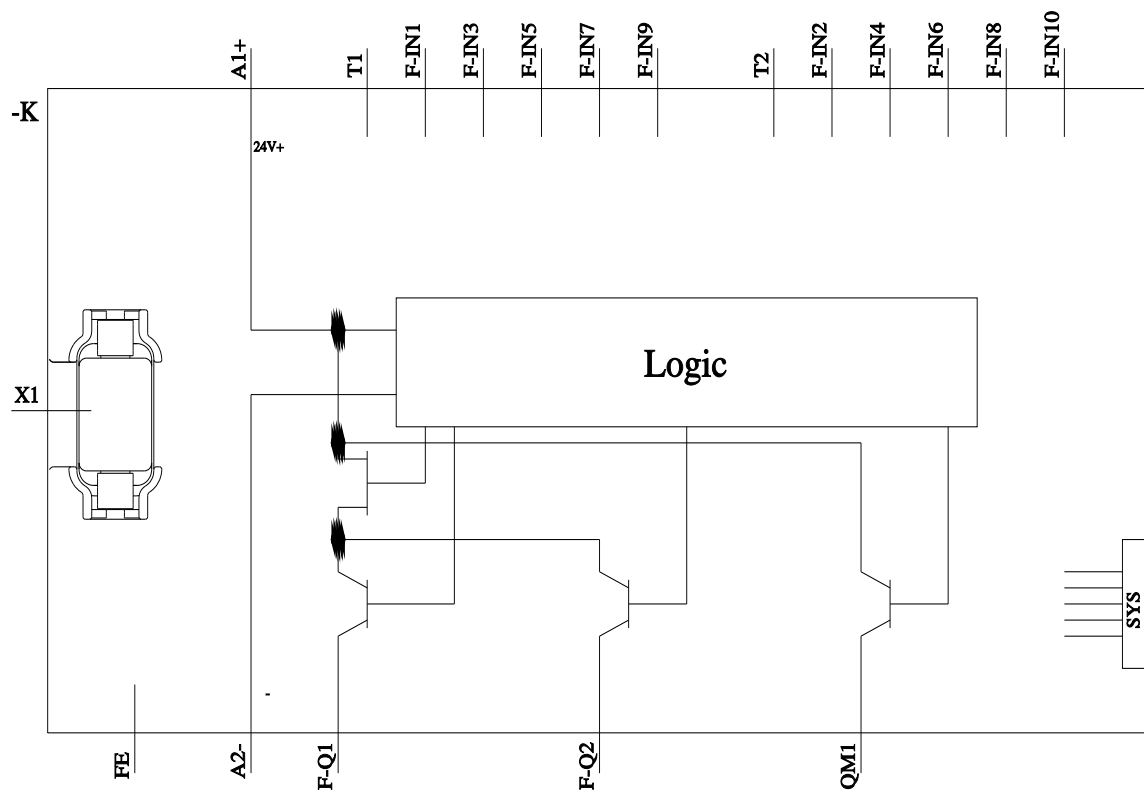 A1+
T1
F-IN1
F-IN3
F-IN5
F-IN7
F-IN9
T2
F-IN2
F-IN4
F-IN6
F-IN8
F-IN10
-K
24V+
Logic
X1
SYS
-
FE
A2-
F-Q1
F-Q2
QM1